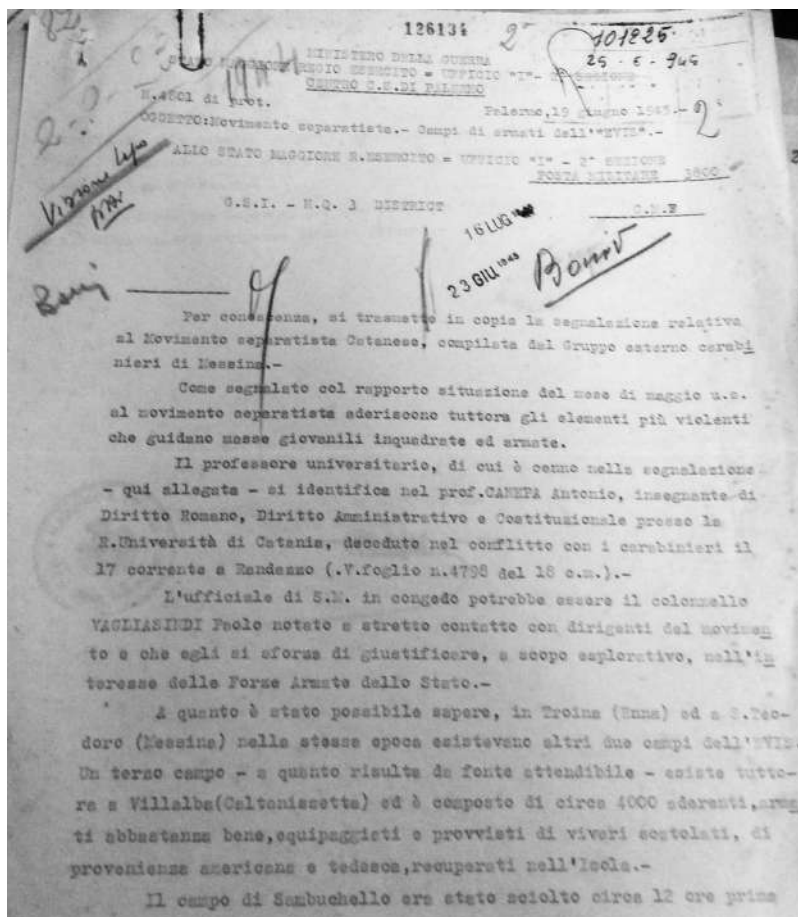 126134
2ª
101225
25 - 6 - 945
MINISTERO DELLA GUERRA
STATO MAGGIORE REGIO ESERCITO = UFFICIO "I"- 2ª SEZIONE
CENTRO C.S.DI PALERMO
N.4801 di prot.
Palermo,19 giugno 1945.-
OGGETTO:Movimento separatista.- Campi di armati dell'"EVIS".-
ALLO STATO MAGGIORE R.ESERCITO = UFFICIO "I" - 2ª SEZIONE
POSTA MILITARE 3800
G.S.I. - H.Q. 3 DISTRICT
C.M.F
16 LUG
23 GIU 1945
Per conoscenza, si trasmette in copia la segnalazione relativa
al Movimento separatista Catanese, compilata dal Gruppo esterno carabi
nieri di Messina.-
Come segnalato col rapporto situazione del mese di maggio u.s.
al movimento separatista aderiscono tuttora gli elementi più violenti
che guidano masse giovanili inquadrate ed armate.
Il professore universitario, di cui è cenno nella segnalazione
- qui allegata - si identifica nel prof.CANEPA Antonio, insegnante di
Diritto Romano, Diritto Amministrativo e Costituzionale presso la
R.Università di Catania, deceduto nel conflitto con i carabinieri il
17 corrente a Randazzo (.V.foglio n.4798 del 18 c.m.).-
L'ufficiale di S.M. in congedo potrebbe essere il colonnello
VAGLIASINDI Paolo notato a stretto contatto con dirigenti del movimen
to e che egli si sforza di giustificare, a scopo esplorativo, nell'in
teresse delle Forze Armate dello Stato.-
A quanto è stato possibile sapere, in Troina (Enna) ed a S.Teo-
doro (Messina) nella stessa epoca esistevano altri due campi dell'"EVIS"
Un terzo campo - a quanto risulta da fonte attendibile - esiste tutto-
ra a Villalba(Caltanissetta) ed è composto di circa 4000 aderenti,arma
ti abbastanza bene,equipaggiati e provvisti di viveri scatolati, di
provenienza americana e tedesca,recuperati nell'Isola.-
Il campo di Sambuchello era stato sciolto circa 12 ore prima